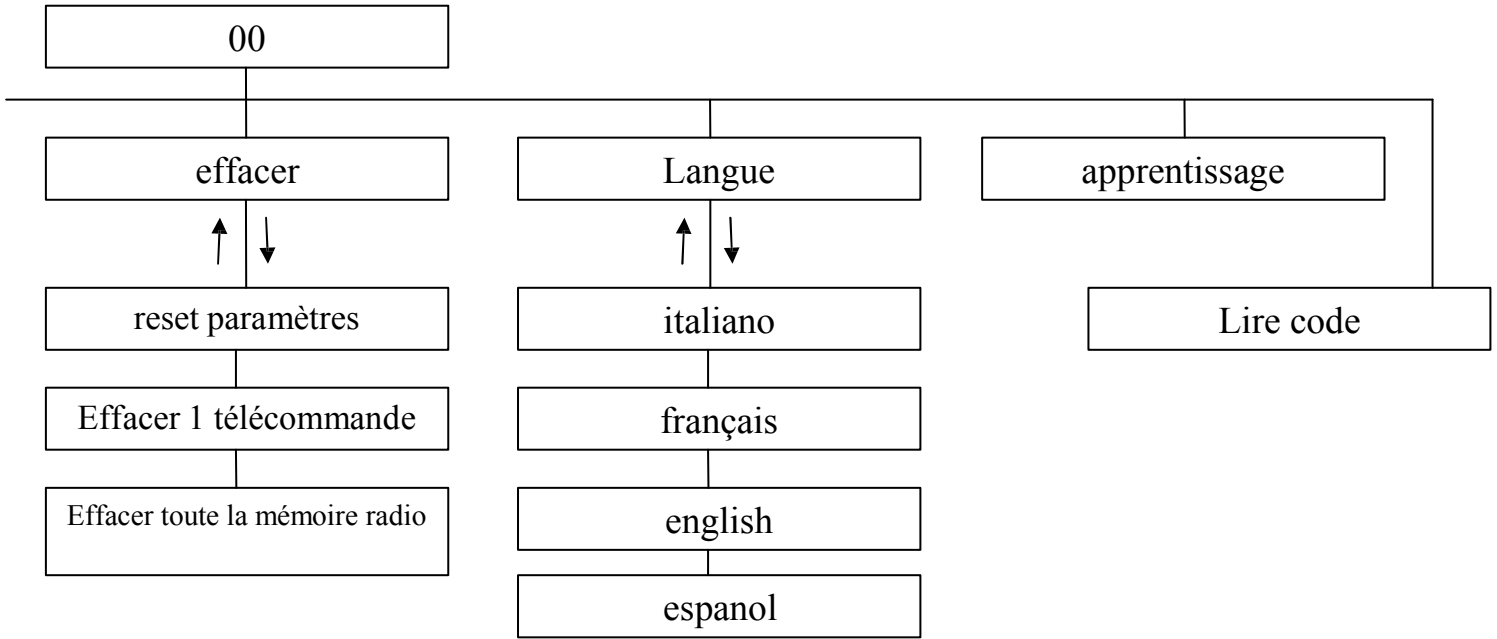 00
effacer
Langue
apprentissage
reset paramètres
italiano
Lire code
Effacer 1 télécommande
français
Effacer toute la mémoire radio
english
espanol